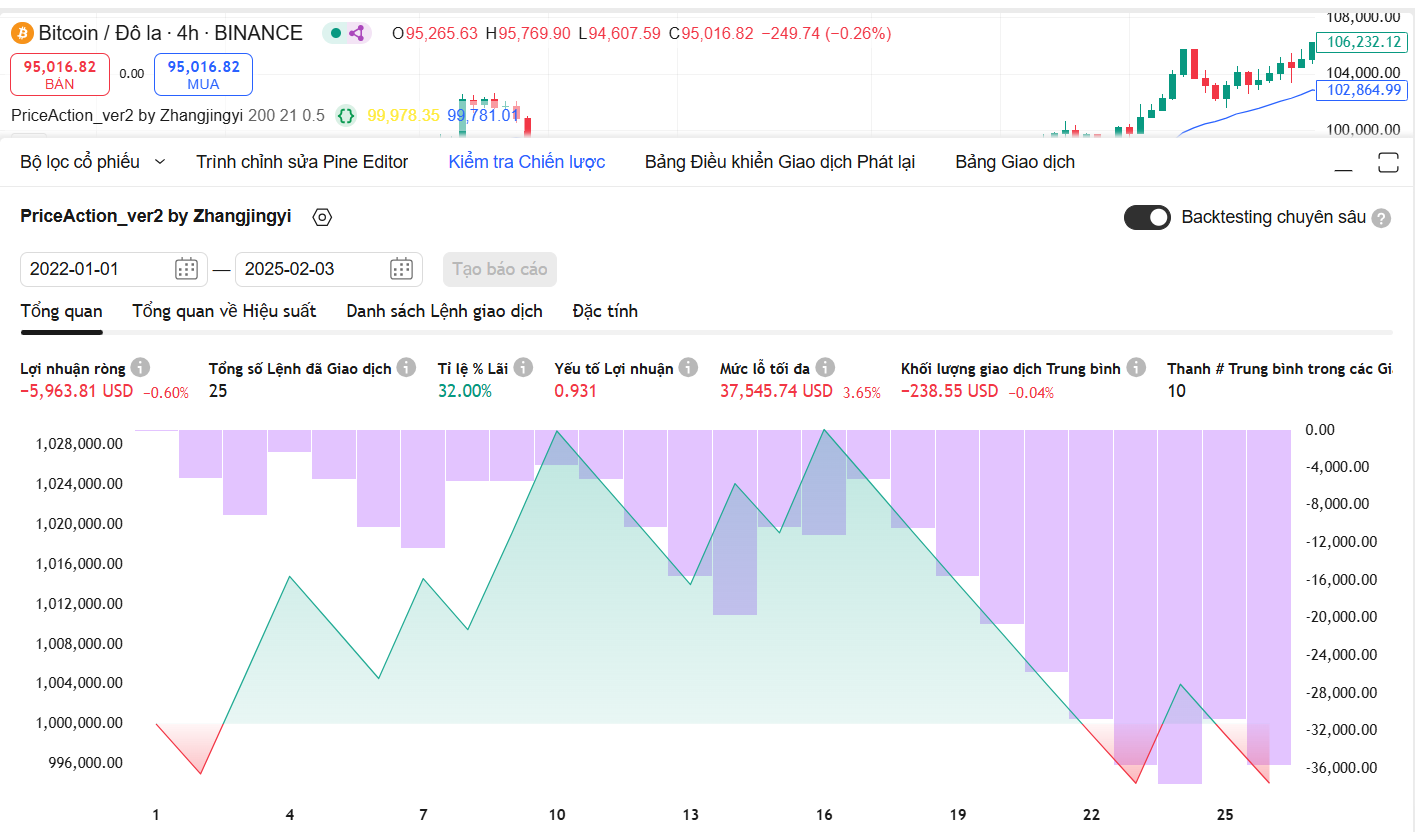 Bitcoin / Đô la · 4h · BINANCE O95,265.63 H95,769.90 L94,607.59 C95,016.82 −249.74 (−0.26%)
108,000.00
106,232.12
95,016.82 0.00 95,016.82
BÁN MUA
104,000.00
102,864.99
PriceAction_ver2 by Zhangjingyi 200 21 0.5 {} 99,978.35 99,781.01
100,000.00
Bộ lọc cổ phiếu Trình chỉnh sửa Pine Editor Kiểm tra Chiến lược Bảng Điều khiển Giao dịch Phát lại Bảng Giao dịch
PriceAction_ver2 by Zhangjingyi Backtesting chuyên sâu ?
2022-01-01 — 2025-02-03 Tạo báo cáo
Tổng quan Tổng quan về Hiệu suất Danh sách Lệnh giao dịch Đặc tính
Lợi nhuận ròng Tổng số Lệnh đã Giao dịch Tỉ lệ % Lãi Yếu tố Lợi nhuận Mức lỗ tối đa Khối lượng giao dịch Trung bình Thanh # Trung bình trong các
−5,963.81 USD −0.60% 25 32.00% 0.931 37,545.74 USD 3.65% −238.55 USD −0.04% 10
1,028,000.00
1,024,000.00
1,020,000.00
1,016,000.00
1,012,000.00
1,008,000.00
1,004,000.00
1,000,000.00
996,000.00
0.00
-4,000.00
-8,000.00
-12,000.00
-16,000.00
-20,000.00
-24,000.00
-28,000.00
-32,000.00
-36,000.00
1 4 7 10 13 16 19 22 25